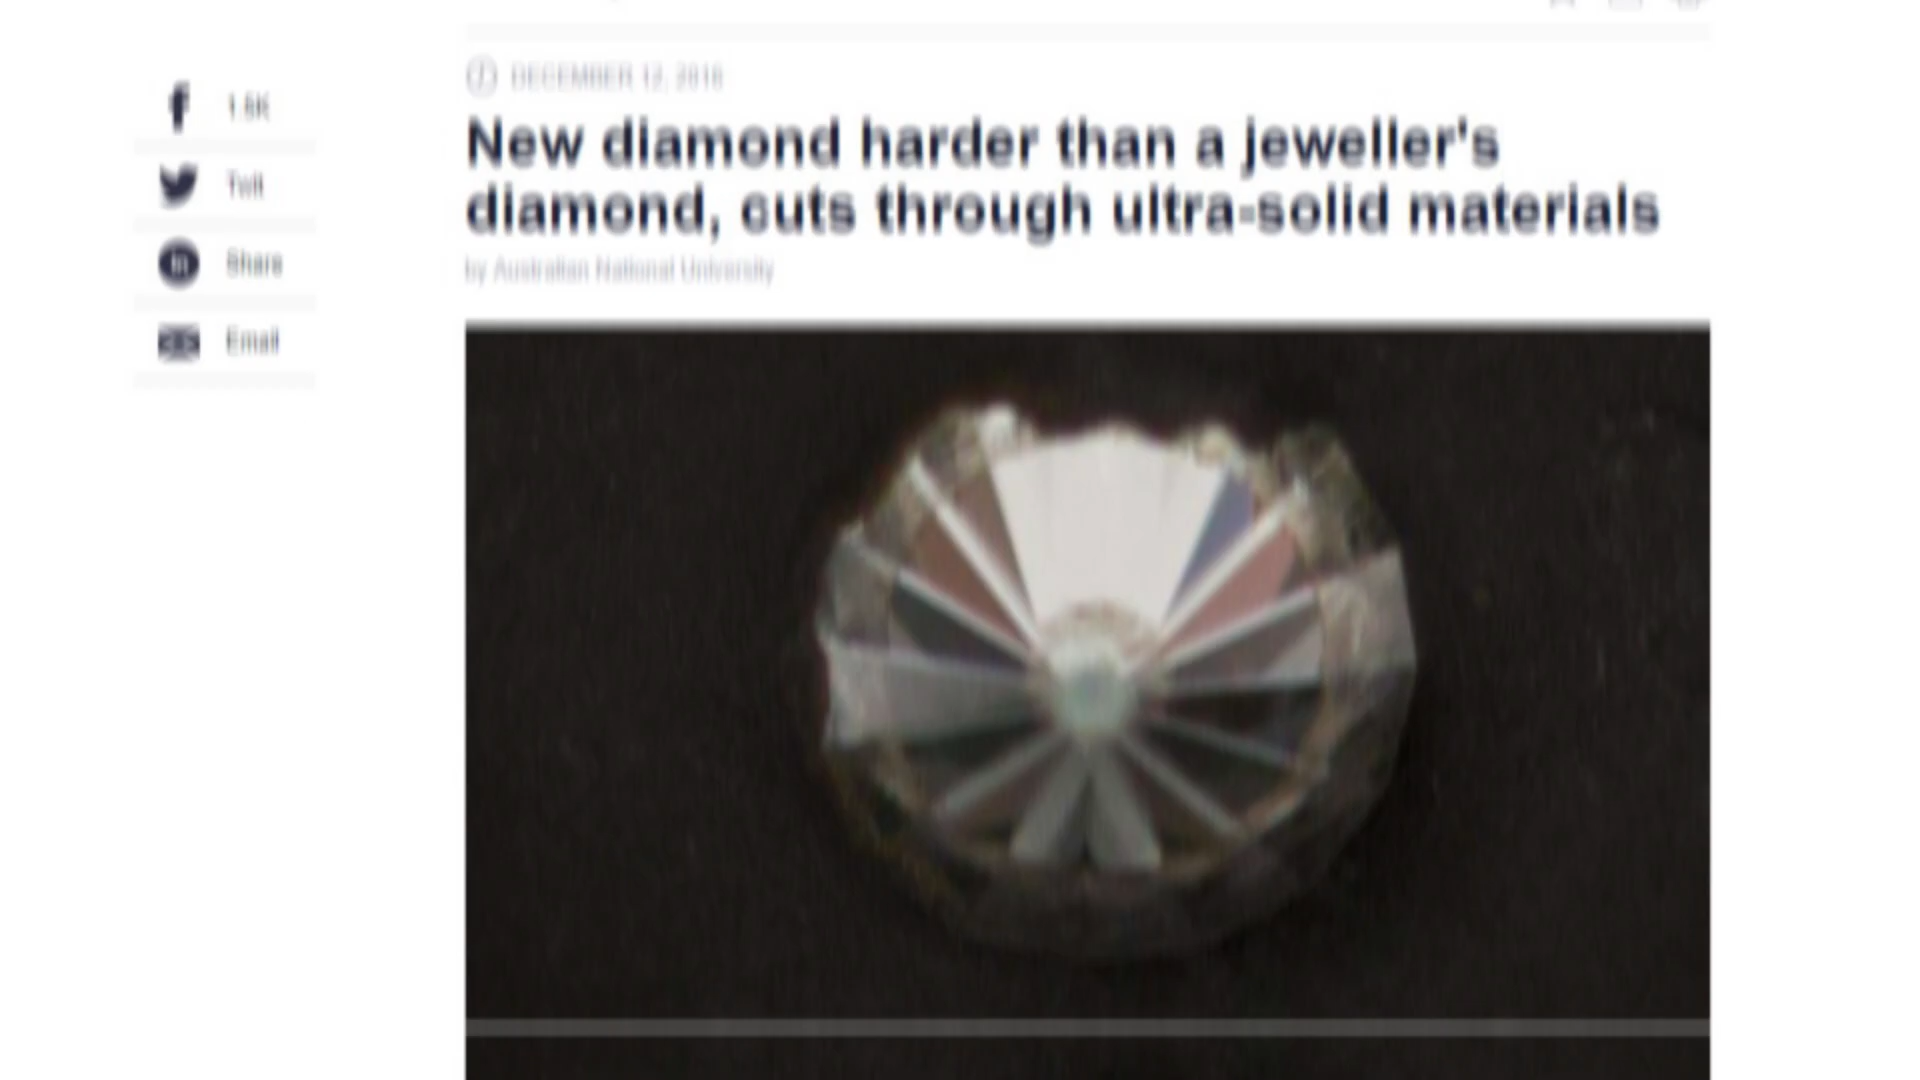 1.5K
Twit
Share
Email
DECEMBER 12, 2016
New diamond harder than a jeweller's
diamond, cuts through ultra-solid materials
by Australian National University